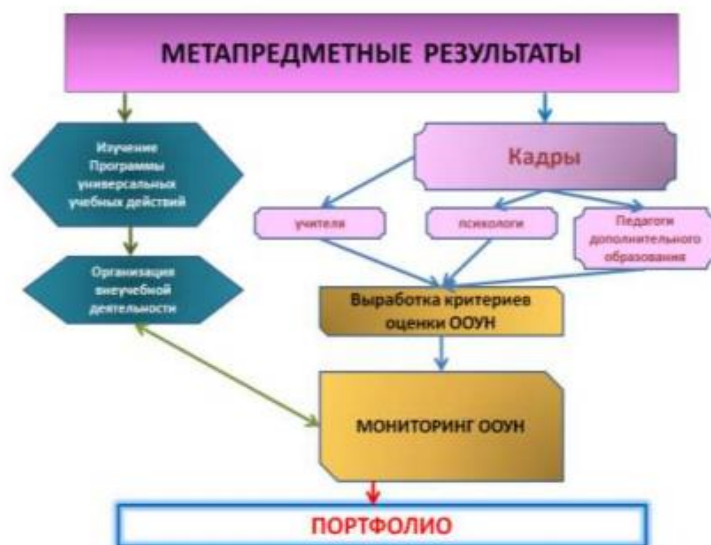 МЕТАПРЕДМЕТНЫЕ РЕЗУЛЬТАТЫ
Изучение
Программы
универсальных
учебных действий
Кадры
учителя
психологи
Педагоги
дополнительного
образования
Организация
внеучебной
деятельности
Выработка критериев
оценки ООУН
МОНИТОРИНГ ООУН
ПОРТФОЛИО